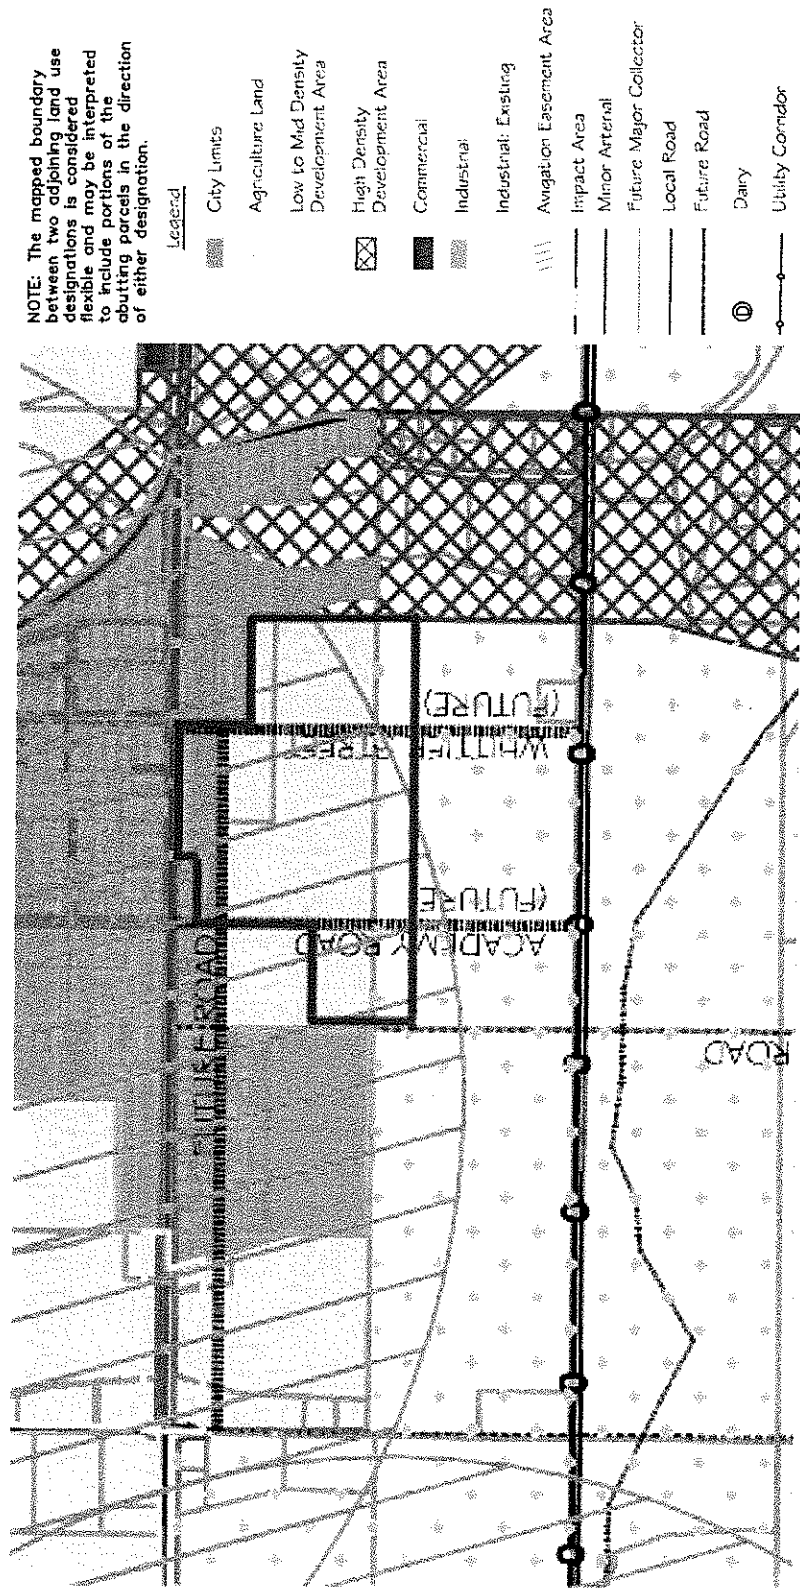 NOTE: The mapped boundary
between two adjoining land use
designations is considered
flexible and may be interpreted
to include portions of the
abutting parcels in the direction
of either designation.
Legend
City Limits
Agriculture Land
Low to Mid Density
Development Area
High Density
Development Area
Commercial
Industrial
Industrial: Existing
Avigation Easement Area
Impact Area
Minor Arterial
Future Major Collector
Local Road
Future Road
D
Dairy
Utility Corridor
FUTURE ROAD
WHITTIER STREET
(FUTURE)
ACADEMY ROAD
(FUTURE
ROAD